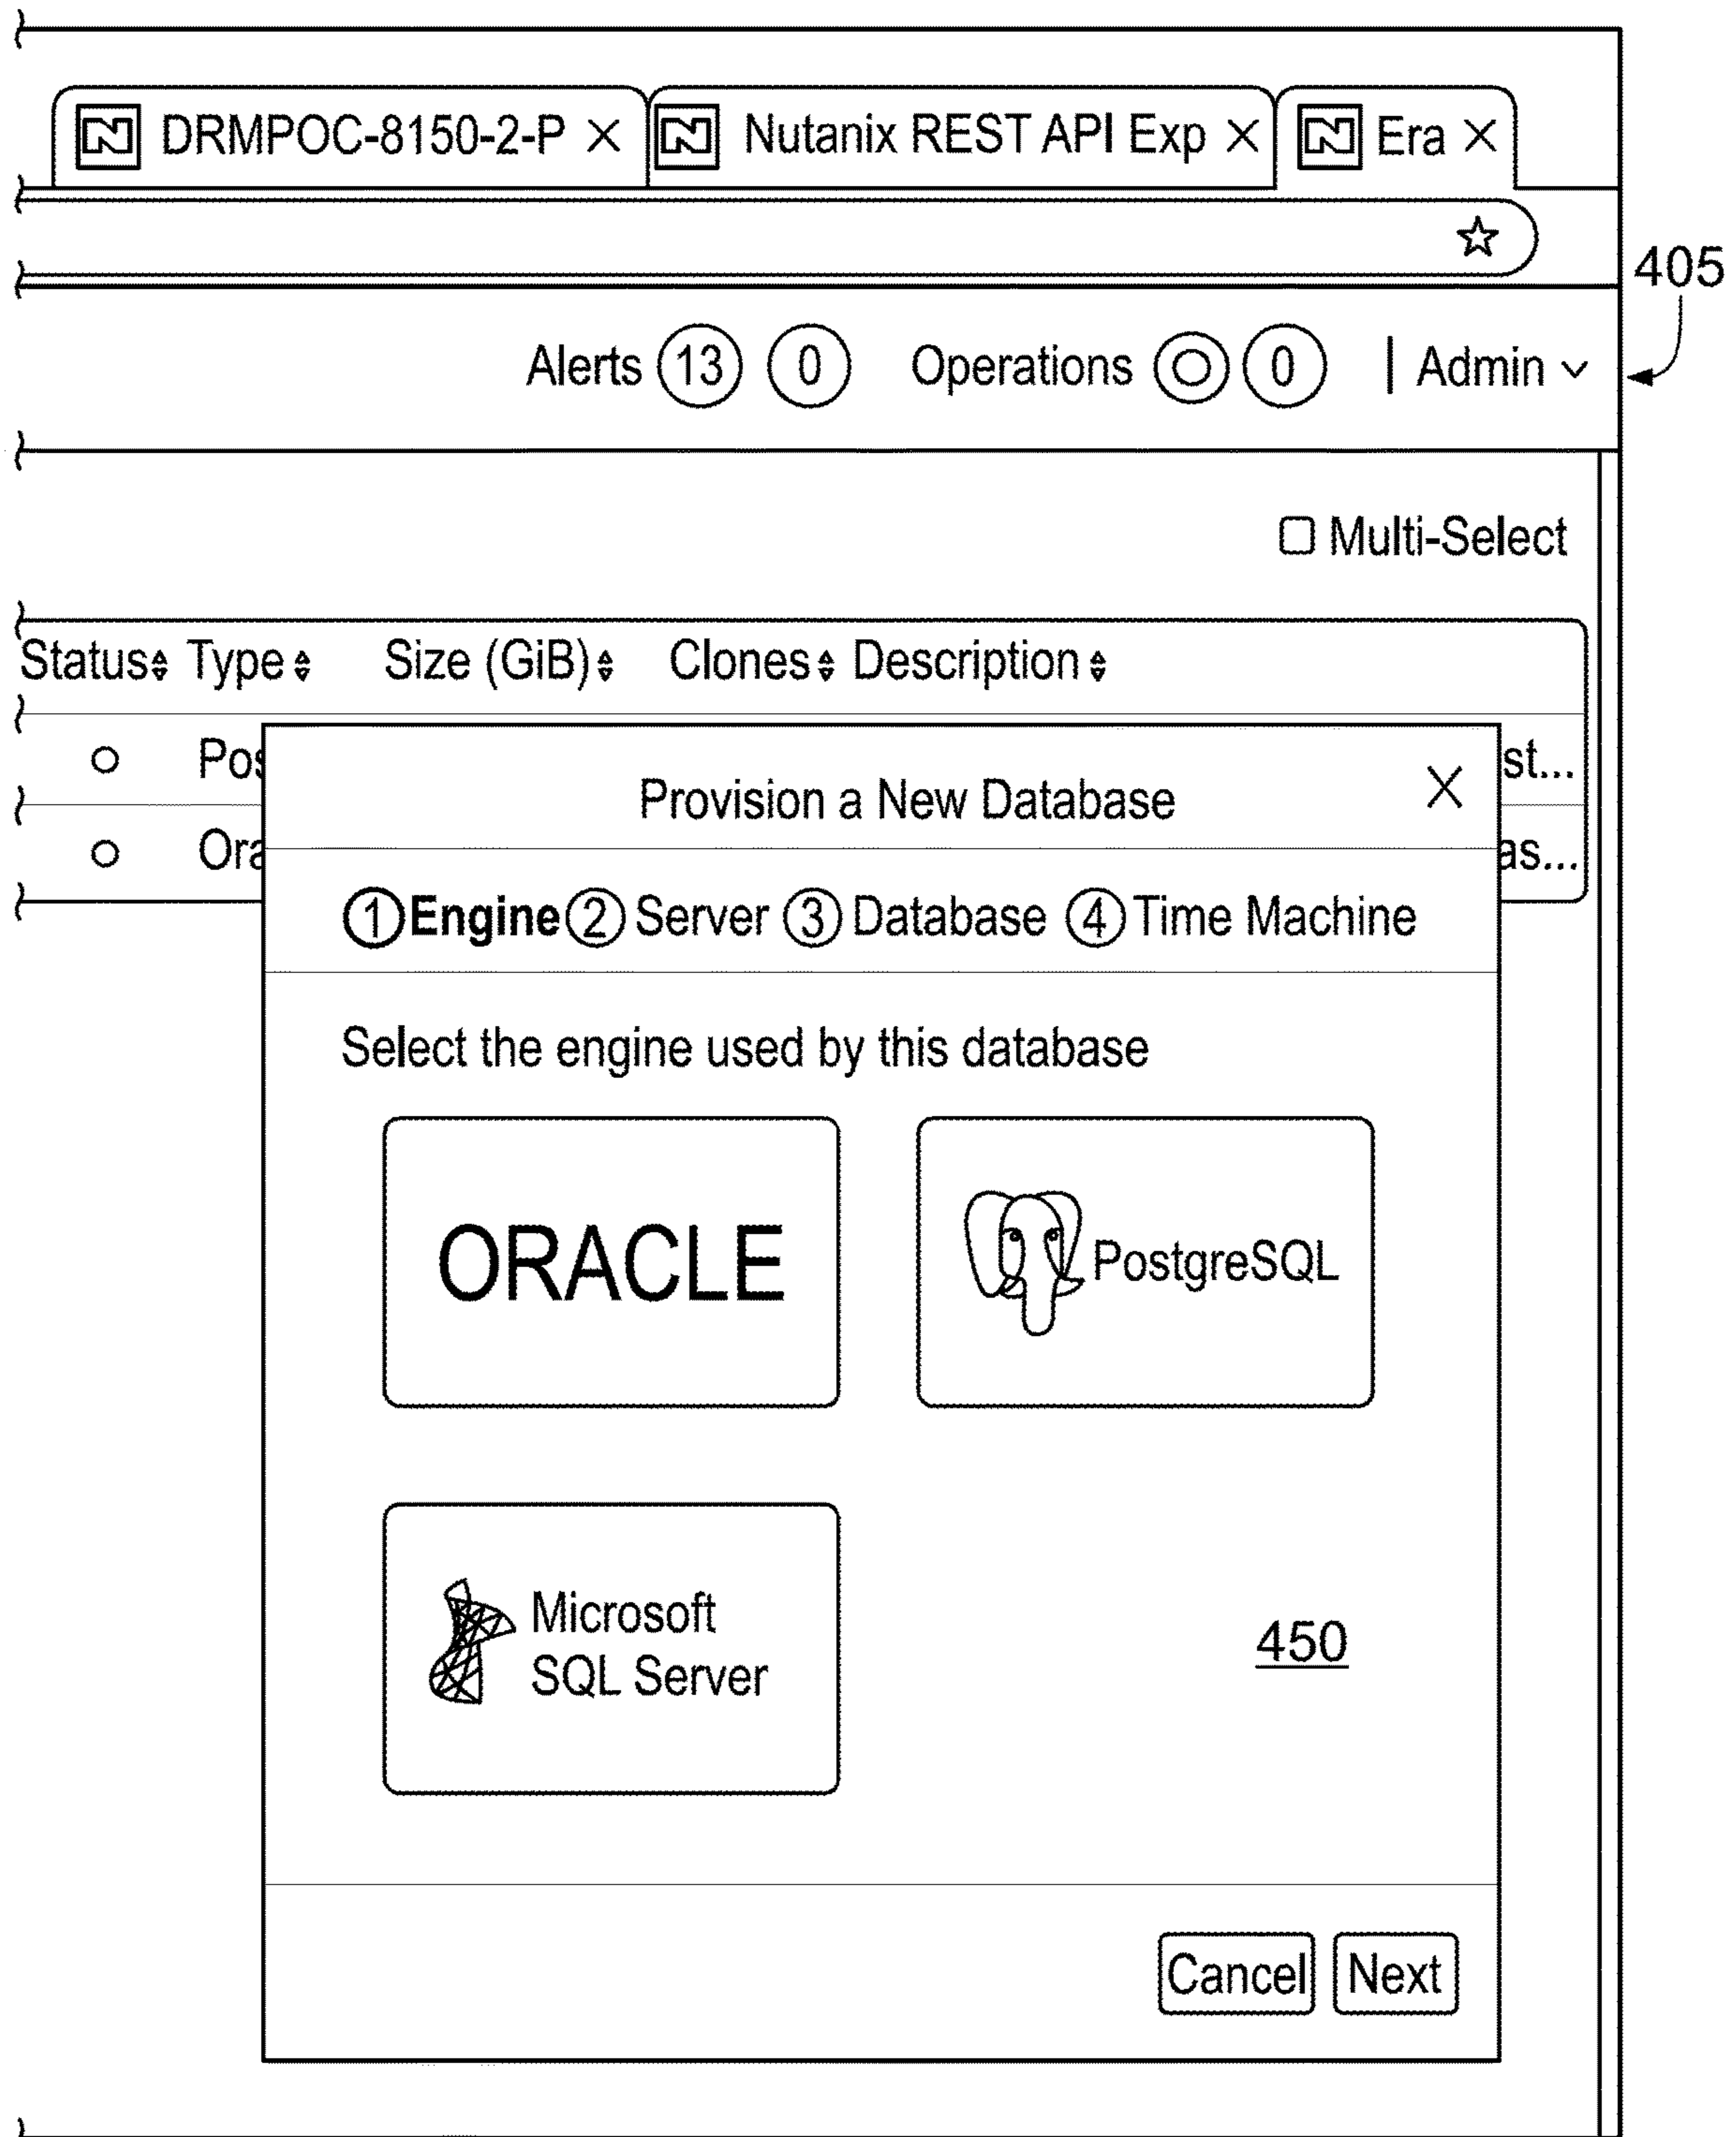 DRMPOC-8150-2-P × Nutanix REST API Exp × Era ×
405
Alerts 13 0 Operations 0 | Admin
Multi-Select
Status Type Size (GiB) Clones Description
Pos st...
Ora as...
Provision a New Database X
1 Engine 2 Server 3 Database 4 Time Machine
Select the engine used by this database
ORACLE PostgreSQL
Microsoft
SQL Server
450
Cancel Next